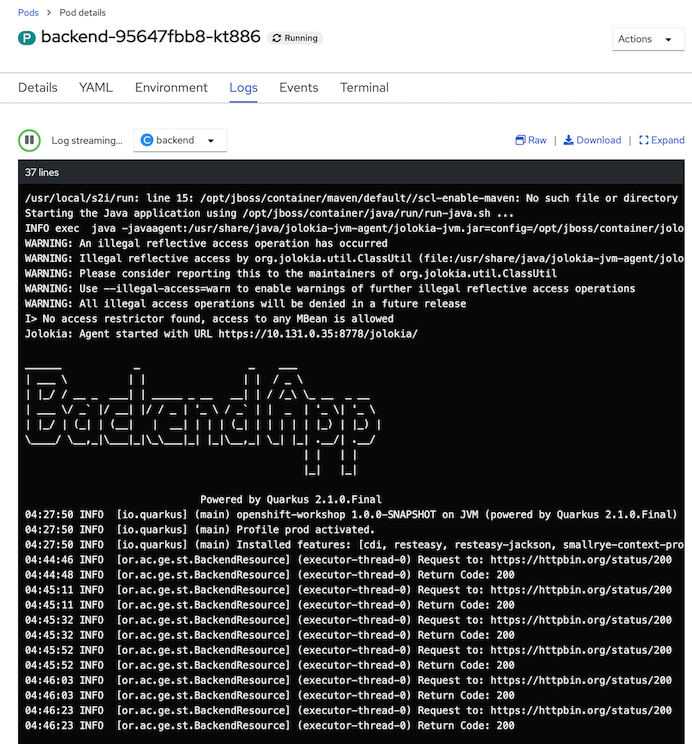 Pods > Pod details
P backend-95647fbb8-kt886 Running
Actions
Details YAML Environment Logs Events Terminal
Log streaming... C backend Raw | Download | Expand
37 lines
/usr/local/s2i/run: line 15: /opt/jboss/container/maven/default//scl-enable-maven: No such file or directory
Starting the Java application using /opt/jboss/container/java/run/run-java.sh ...
INFO exec  java -javaagent:/usr/share/java/jolokia-jvm-agent/jolokia-jvm.jar=config=/opt/jboss/container/jolo
WARNING: An illegal reflective access operation has occurred
WARNING: Illegal reflective access by org.jolokia.util.ClassUtil (file:/usr/share/java/jolokia-jvm-agent/jolo
WARNING: Please consider reporting this to the maintainers of org.jolokia.util.ClassUtil
WARNING: Use --illegal-access=warn to enable warnings of further illegal reflective access operations
WARNING: All illegal access operations will be denied in a future release
I> No access restrictor found, access to any MBean is allowed
Jolokia: Agent started with URL https://10.131.0.35:8778/jolokia/
BackendApp
Powered by Quarkus 2.1.0.Final
04:27:50 INFO  [io.quarkus] (main) openshift-workshop 1.0.0-SNAPSHOT on JVM (powered by Quarkus 2.1.0.Final)
04:27:50 INFO  [io.quarkus] (main) Profile prod activated.
04:27:50 INFO  [io.quarkus] (main) Installed features: [cdi, resteasy, resteasy-jackson, smallrye-context-pro
04:44:46 INFO  [or.ac.ge.st.BackendResource] (executor-thread-0) Request to: https://httpbin.org/status/200
04:44:48 INFO  [or.ac.ge.st.BackendResource] (executor-thread-0) Return Code: 200
04:45:11 INFO  [or.ac.ge.st.BackendResource] (executor-thread-0) Request to: https://httpbin.org/status/200
04:45:11 INFO  [or.ac.ge.st.BackendResource] (executor-thread-0) Return Code: 200
04:45:32 INFO  [or.ac.ge.st.BackendResource] (executor-thread-0) Request to: https://httpbin.org/status/200
04:45:32 INFO  [or.ac.ge.st.BackendResource] (executor-thread-0) Return Code: 200
04:45:52 INFO  [or.ac.ge.st.BackendResource] (executor-thread-0) Request to: https://httpbin.org/status/200
04:45:52 INFO  [or.ac.ge.st.BackendResource] (executor-thread-0) Return Code: 200
04:46:03 INFO  [or.ac.ge.st.BackendResource] (executor-thread-0) Request to: https://httpbin.org/status/200
04:46:03 INFO  [or.ac.ge.st.BackendResource] (executor-thread-0) Return Code: 200
04:46:23 INFO  [or.ac.ge.st.BackendResource] (executor-thread-0) Request to: https://httpbin.org/status/200
04:46:23 INFO  [or.ac.ge.st.BackendResource] (executor-thread-0) Return Code: 200